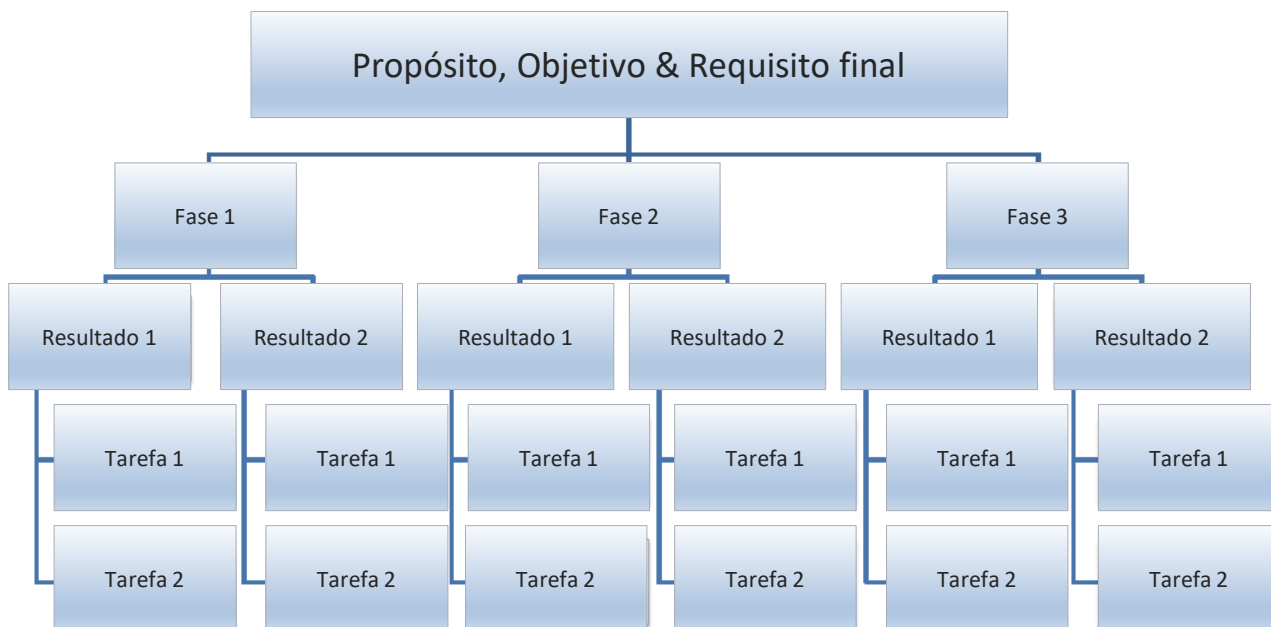 Propósito, Objetivo & Requisito final
Fase 1
Fase 2
Fase 3
Resultado 1
Resultado 2
Resultado 1
Resultado 2
Resultado 1
Resultado 2
Tarefa 1
Tarefa 1
Tarefa 1
Tarefa 1
Tarefa 1
Tarefa 1
Tarefa 2
Tarefa 2
Tarefa 2
Tarefa 2
Tarefa 2
Tarefa 2